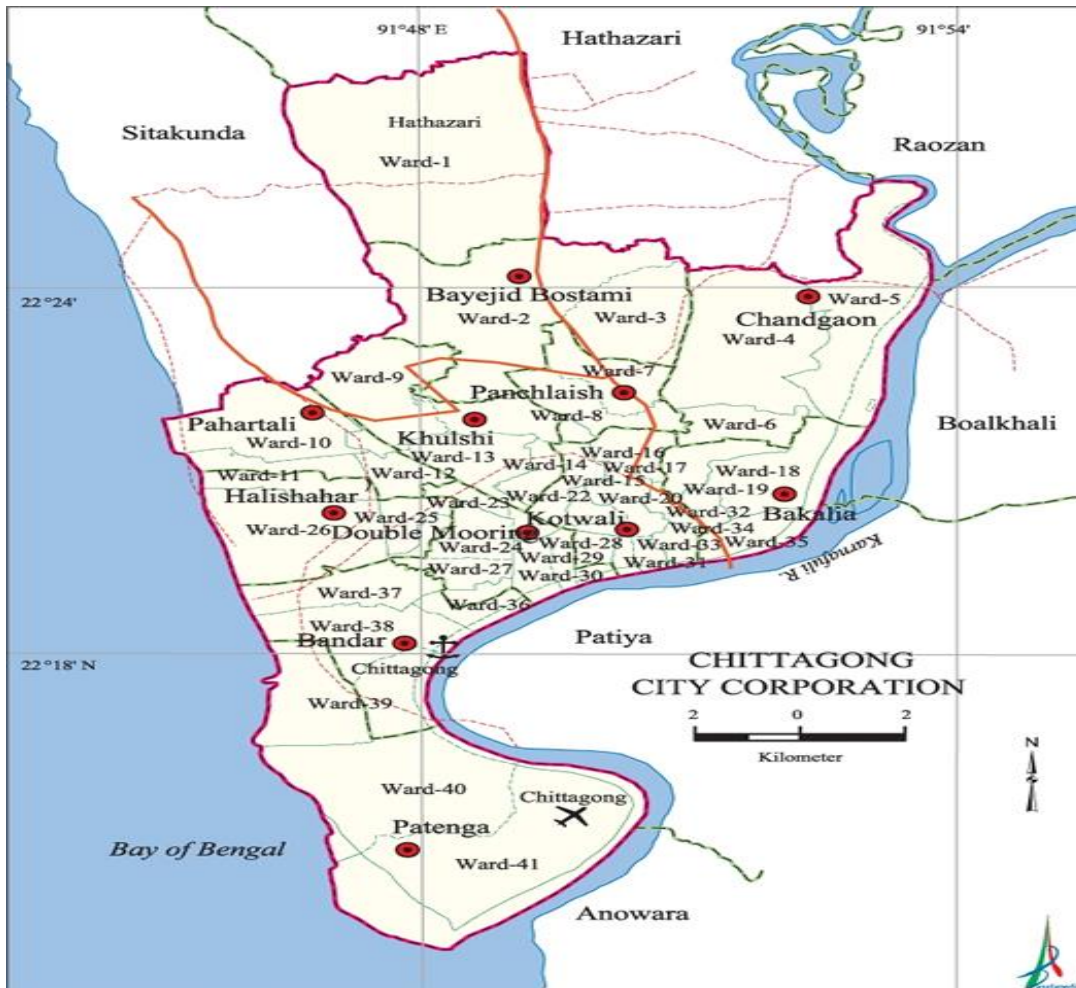 91°48' E
91°54'
Hathazari
Sitakunda
Hathazari
Raozan
Ward-1
22°24'
Bayejid Bostami
Ward-2
Ward-3
Ward-5
Chandgaon
Ward-4
Ward-9
Ward-7
Panchlaish
Pahartali
Ward-8
Ward-6
Boalkhali
Ward-10
Khulshi
Ward-13
Ward-16
Ward-11
Ward-12
Ward-14
Ward-17
Ward-18
Ward-15
Halishahar
Ward-23
Ward-22
Ward-20
Ward-19
Ward-26
Ward-25
Kotwali
Ward-32
Bakalia
Double Mooring
Ward-34
Ward-24
Ward-28
Ward-33
Ward-35
Ward-29
Ward-31
Karnafuli R.
Ward-27
Ward-30
Ward-37
Ward-36
Ward-38
Bandar
Patiya
22°18' N
Chittagong
CHITTAGONG
CITY CORPORATION
Ward-39
2 0 2
Kilometer
N
Ward-40
Chittagong
Patenga
Bay of Bengal
Ward-41
Anowara